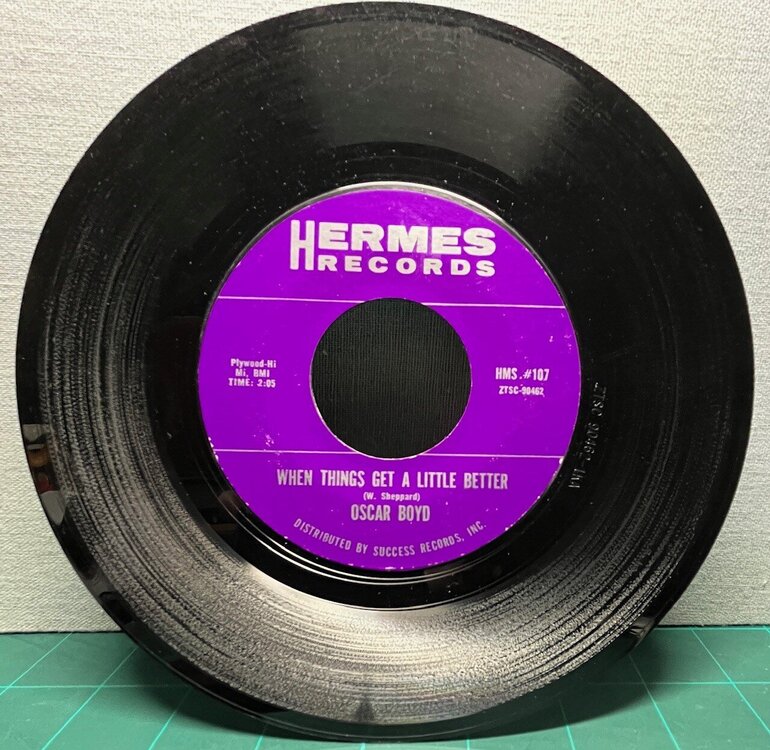 HERMES
RECORDS
Plywood-Hi
Mi, BMI
TIME: 2:05
HMS.#107
ZTSC-90462
WHEN THINGS GET A LITTLE BETTER
(W. Sheppard)
OSCAR BOYD
DISTRIBUTED BY SUCCESS RECORDS, INC.